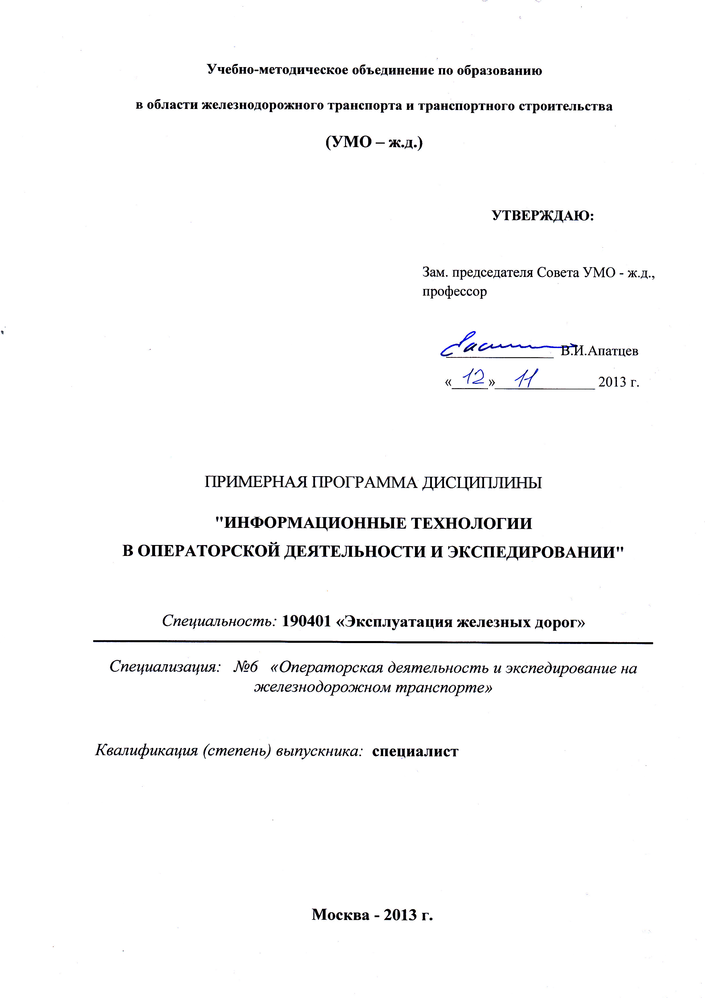 Учебно-методическое объединение по образованию
в области железнодорожного транспорта и транспортного строительства
(УМО – ж.д.)
УТВЕРЖДАЮ:
Зам. председателя Совета УМО - ж.д.,
профессор
В.И.Апатцев
«12» 11 2013 г.
ПРИМЕРНАЯ ПРОГРАММА ДИСЦИПЛИНЫ
"ИНФОРМАЦИОННЫЕ ТЕХНОЛОГИИ
В ОПЕРАТОРСКОЙ ДЕЯТЕЛЬНОСТИ И ЭКСПЕДИРОВАНИИ"
Специальность: 190401 «Эксплуатация железных дорог»
Специализация: №6 «Операторская деятельность и экспедирование на
железнодорожном транспорте»
Квалификация (степень) выпускника: специалист
Москва - 2013 г.